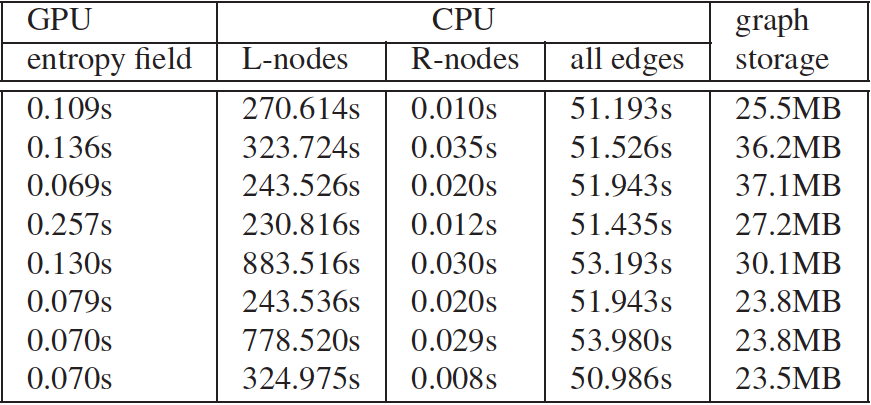 GPU CPU graph
entropy field L-nodes R-nodes all edges storage
0.109s 270.614s 0.010s 51.193s 25.5MB
0.136s 323.724s 0.035s 51.526s 36.2MB
0.069s 243.526s 0.020s 51.943s 37.1MB
0.257s 230.816s 0.012s 51.435s 27.2MB
0.130s 883.516s 0.030s 53.193s 30.1MB
0.079s 243.536s 0.020s 51.943s 23.8MB
0.070s 778.520s 0.029s 53.980s 23.8MB
0.070s 324.975s 0.008s 50.986s 23.5MB